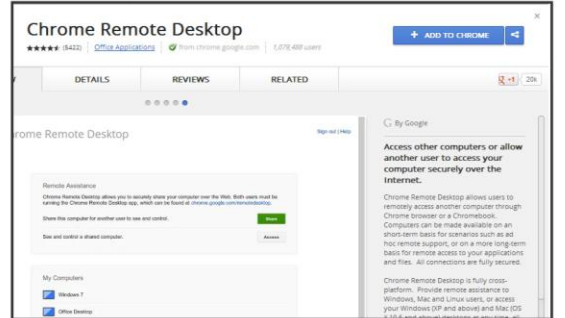 Chrome Remote Desktop
(5422) Office Applications from chrome.google.com 1,078,488 users
+ ADD TO CHROME
DETAILS REVIEWS RELATED
+1 20k
rome Remote Desktop
Sign out | Help
Remote Assistance
Chrome Remote Desktop allows you to securely share your computer over the Web. Both users must be
running the Chrome Remote Desktop app, which can be found at chrome.google.com/remotedesktop.
Share this computer for another user to see and control. Share
See and control a shared computer. Access
My Computers
Windows 7
Office Desktop
By Google
Access other computers or allow
another user to access your
computer securely over the
Internet.
Chrome Remote Desktop allows users to
remotely access another computer through
Chrome browser or a Chromebook.
Computers can be made available on an
short-term basis for scenarios such as ad
hoc remote support, or on a more long-term
basis for remote access to your applications
and files. All connections are fully secured.
Chrome Remote Desktop is fully cross-
platform. Provide remote assistance to
Windows, Mac and Linux users, or access
your Windows (XP and above) and Mac (OS